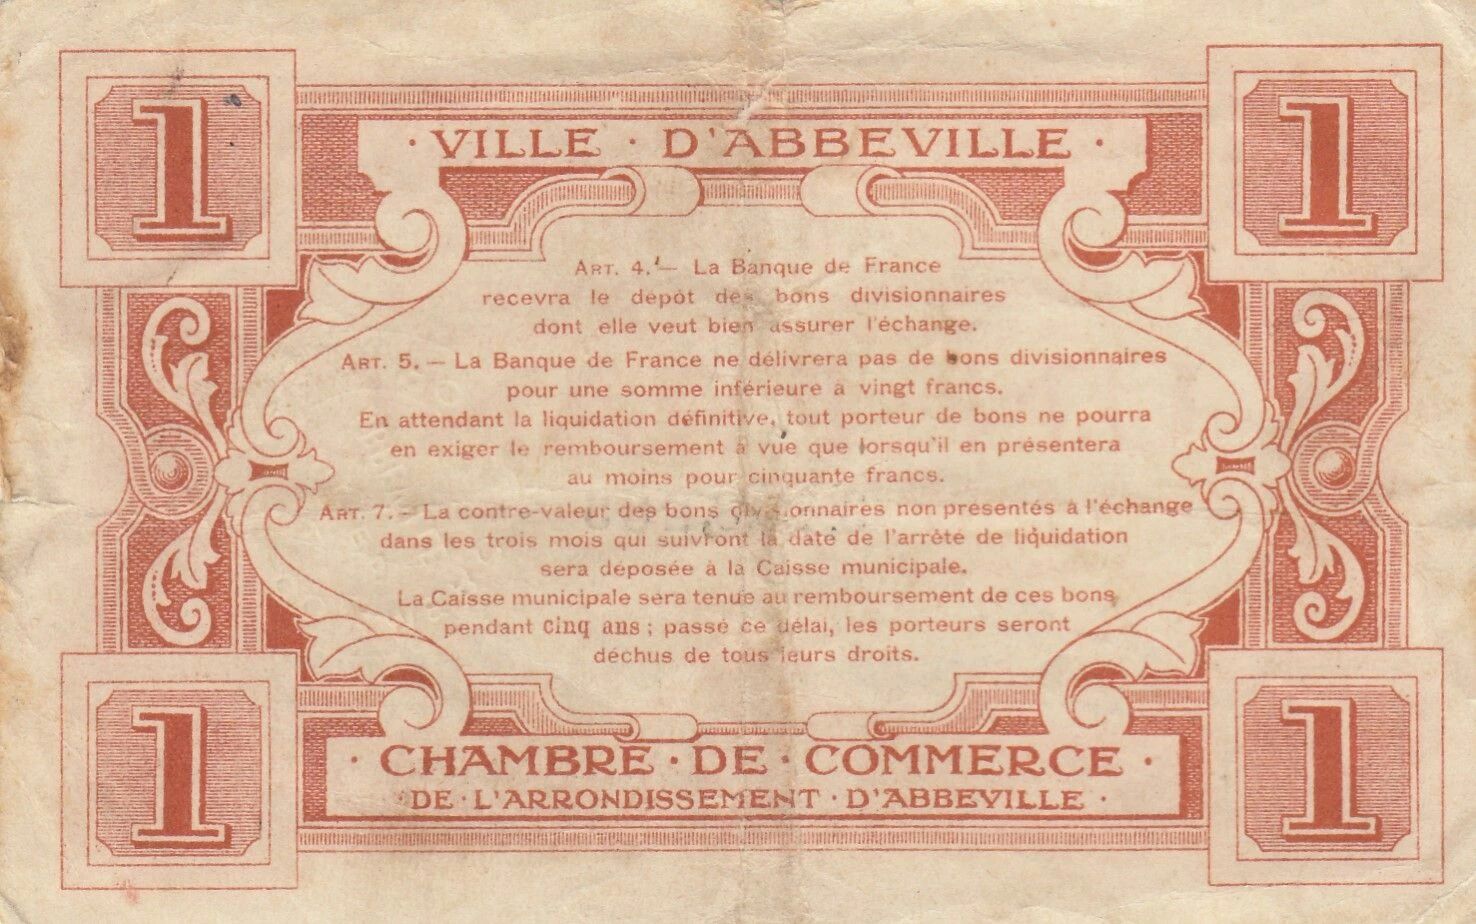 1 1
· VILLE · D'ABBEVILLE ·
ART. 4. — La Banque de France
recevra le dépôt des bons divisionnaires
dont elle veut bien assurer l'échange.
ART. 5. — La Banque de France ne délivrera pas de bons divisionnaires
pour une somme inférieure à vingt francs.
En attendant la liquidation définitive, tout porteur de bons ne pourra
en exiger le remboursement à vue que lorsqu'il en présentera
au moins pour cinquante francs.
ART. 7. — La contre-valeur des bons divisionnaires non présentés à l'échange
dans les trois mois qui suivront la date de l'arrêté de liquidation
sera déposée à la Caisse municipale.
La Caisse municipale sera tenue au remboursement de ces bons
pendant cinq ans ; passé ce délai, les porteurs seront
déchus de tous leurs droits.
· CHAMBRE · DE · COMMERCE ·
· DE · L'ARRONDISSEMENT · D'ABBEVILLE ·
1 1